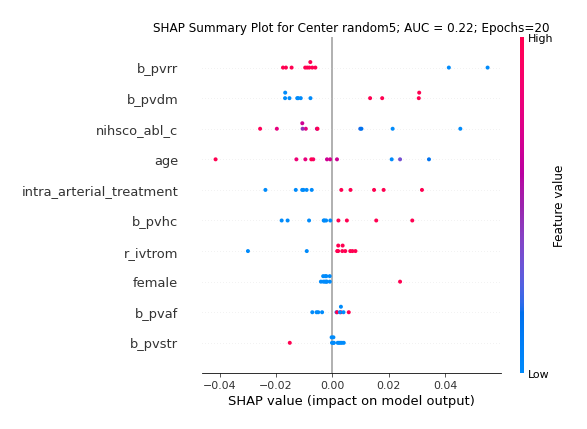 SHAP Summary Plot for Center random5; AUC = 0.22; Epochs=20
High
b_pvrr
b_pvdm
nihsco_abl_c
age
intra_arterial_treatment
b_pvhc
r_ivtrom
female
b_pvaf
b_pvstr
Feature value
Low
−0.04 −0.02 0.00 0.02 0.04
SHAP value (impact on model output)